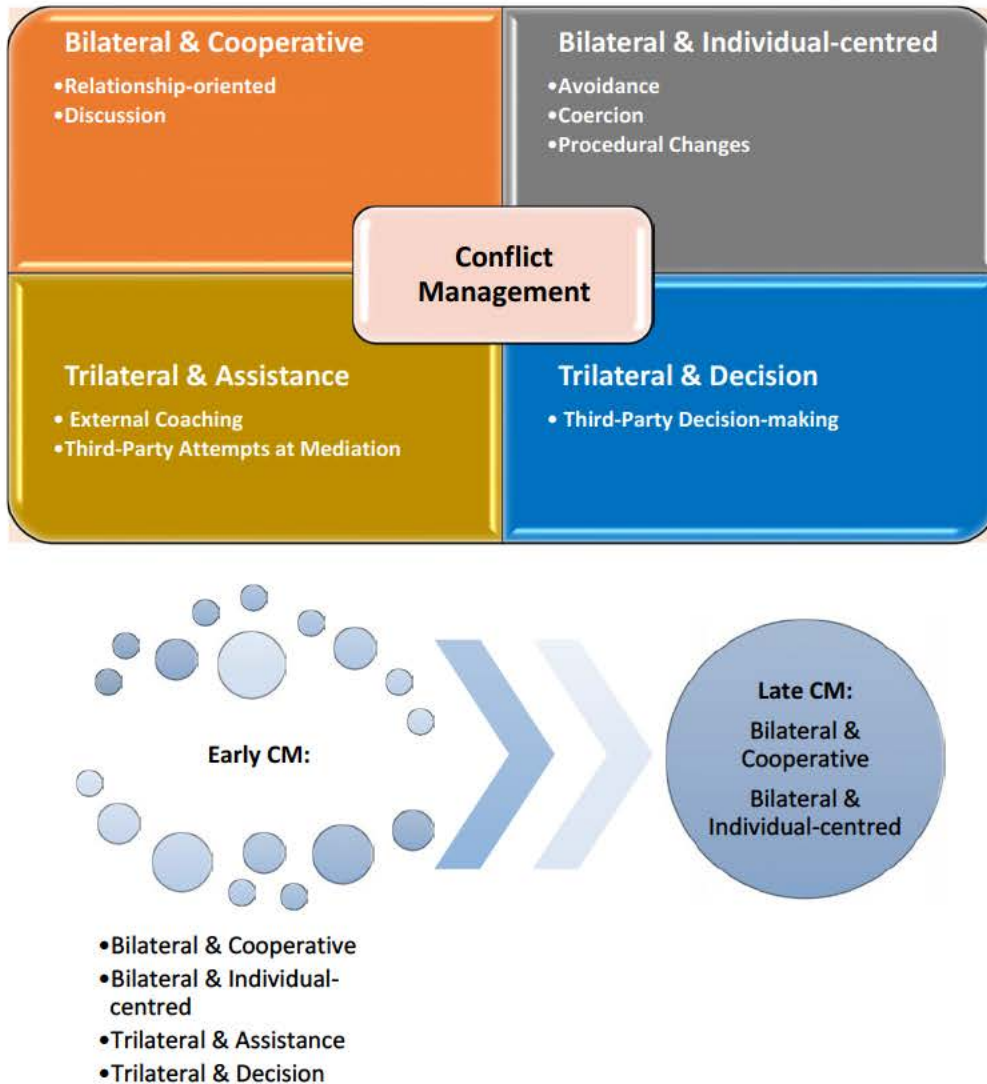 Bilateral & Cooperative
•Relationship-oriented
•Discussion
Bilateral & Individual-centred
•Avoidance
•Coercion
•Procedural Changes
Conflict
Management
Trilateral & Assistance
• External Coaching
•Third-Party Attempts at Mediation
Trilateral & Decision
• Third-Party Decision-making
Early CM:
•Bilateral & Cooperative
•Bilateral & Individual-
centred
•Trilateral & Assistance
•Trilateral & Decision
Late CM:
Bilateral &
Cooperative
Bilateral &
Individual-centred